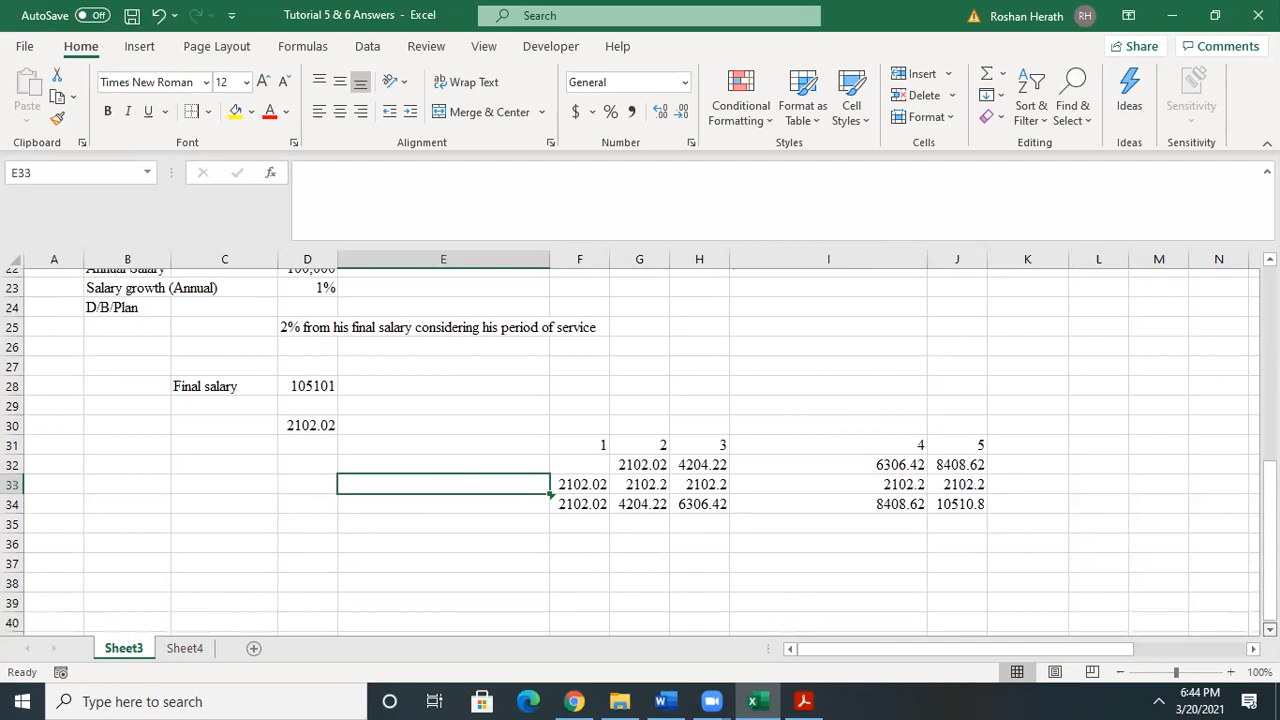 AutoSave Off Tutorial 5 & 6 Answers - Excel Search Roshan Herath RH
File Home Insert Page Layout Formulas Data Review View Developer Help Share Comments
Paste Times New Roman 12 Wrap Text General Conditional Formatting Format as Table Cell Styles Insert Sort & Filter Find & Select Ideas Sensitivity
B I U A Merge & Center $ % Delete
Format
Clipboard Font Alignment Number Styles Cells Editing Ideas Sensitivity
E33 fx
A B C D E F G H I J K L M N
22 Annual Salary 100,000
23 Salary growth (Annual) 1%
24 D/B/Plan
25 2% from his final salary considering his period of service
26
27
28 Final salary 105101
29
30 2102.02
31 1 2 3 4 5
32 2102.02 4204.22 6306.42 8408.62
33 2102.02 2102.2 2102.2 2102.2 2102.2
34 2102.02 4204.22 6306.42 8408.62 10510.8
35
36
37
38
39
40
Sheet3 Sheet4
Ready 100%
Type here to search 6:44 PM
3/20/2021